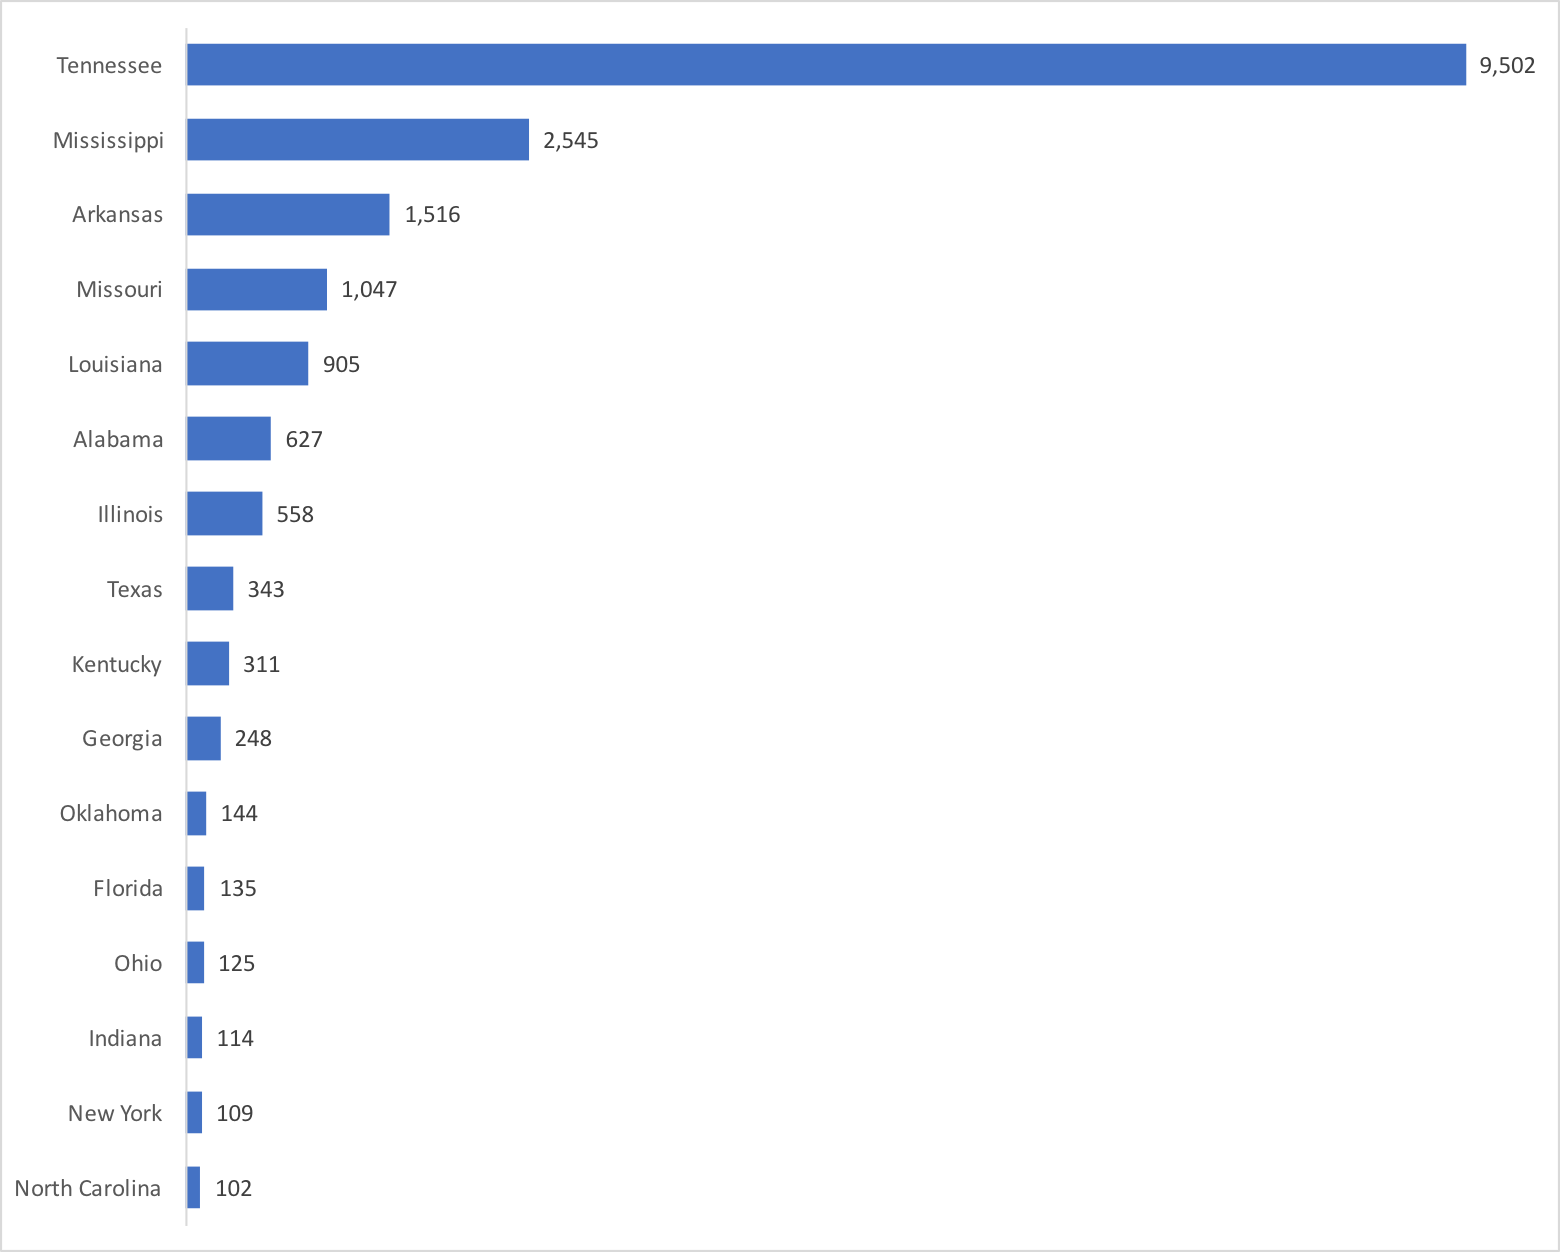 Tennessee 9,502
Mississippi 2,545
Arkansas 1,516
Missouri 1,047
Louisiana 905
Alabama 627
Illinois 558
Texas 343
Kentucky 311
Georgia 248
Oklahoma 144
Florida 135
Ohio 125
Indiana 114
New York 109
North Carolina 102